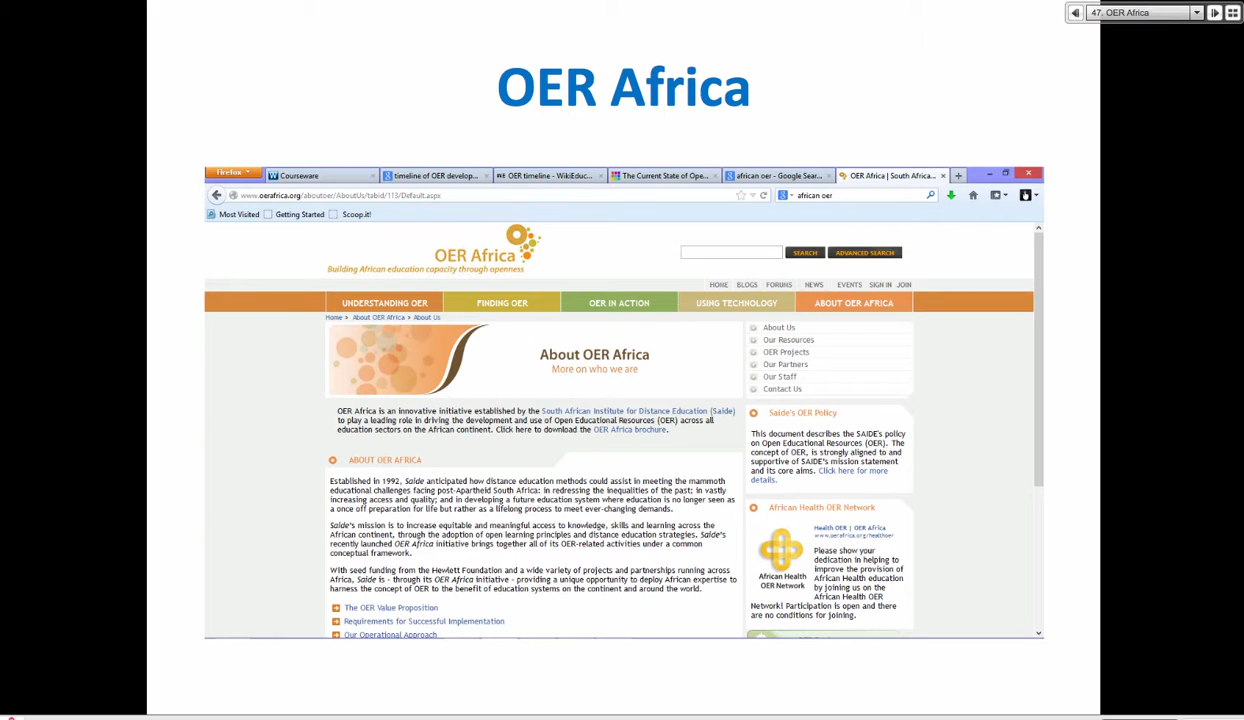 47. OER Africa
OER Africa
Firefox
Courseware
timeline of OER develop...
WE OER timeline - WikiEduc...
The Current State of Ope...
african oer - Google Sear...
OER Africa | South Africa...
www.oerafrica.org/aboutoer/AboutUs/tabid/113/Default.aspx
african oer
Most Visited
Getting Started
Scoop.it!
OER Africa
Building African education capacity through openness
SEARCH
ADVANCED SEARCH
HOME BLOGS FORUMS NEWS EVENTS SIGN IN JOIN
UNDERSTANDING OER
FINDING OER
OER IN ACTION
USING TECHNOLOGY
ABOUT OER AFRICA
Home > About OER Africa > About Us
About OER Africa
More on who we are
OER Africa is an innovative initiative established by the South African Institute for Distance Education (Saide)
to play a leading role in driving the development and use of Open Educational Resources (OER) across all
education sectors on the African continent. Click here to download the OER Africa brochure.
ABOUT OER AFRICA
Established in 1992, Saide anticipated how distance education methods could assist in meeting the mammoth
educational challenges facing post-Apartheid South Africa: in redressing the inequalities of the past; in vastly
increasing access and quality; and in developing a future education system where education is no longer seen as
a once off preparation for life but rather as a lifelong process to meet ever-changing demands.
Saide's mission is to increase equitable and meaningful access to knowledge, skills and learning across the
African continent, through the adoption of open learning principles and distance education strategies. Saide's
recently launched OER Africa initiative brings together all of its OER-related activities under a common
conceptual framework.
With seed funding from the Hewlett Foundation and a wide variety of projects and partnerships running across
Africa, Saide is - through its OER Africa initiative - providing a unique opportunity to deploy African expertise to
harness the concept of OER to the benefit of education systems on the continent and around the world.
The OER Value Proposition
Requirements for Successful Implementation
Our Operational Approach
About Us
Our Resources
OER Projects
Our Partners
Our Staff
Contact Us
Saide's OER Policy
This document describes the SAIDE's policy
on Open Educational Resources (OER). The
concept of OER, is strongly aligned to and
supportive of SAIDE's mission statement
and its core aims. Click here for more
details.
African Health OER Network
African Health
OER Network
Health OER | OER Africa
www.oerafrica.org/healthoer
Please show your
dedication in helping to
improve the provision of
African Health education
by joining us on the
African Health OER
Network! Participation is open and there
are no conditions for joining.